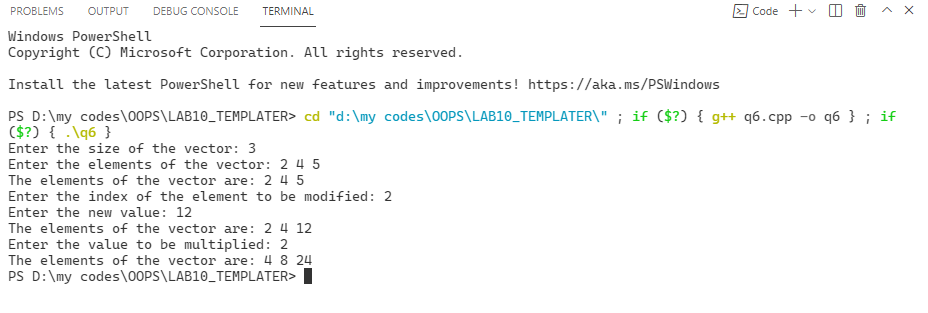 PROBLEMS OUTPUT DEBUG CONSOLE TERMINAL Code
Windows PowerShell
Copyright (C) Microsoft Corporation. All rights reserved.
Install the latest PowerShell for new features and improvements! https://aka.ms/PSWindows
PS D:\my codes\OOPS\LAB10_TEMPLATER> cd "d:\my codes\OOPS\LAB10_TEMPLATER\" ; if ($?) { g++ q6.cpp -o q6 } ; if
($?) { .\q6 }
Enter the size of the vector: 3
Enter the elements of the vector: 2 4 5
The elements of the vector are: 2 4 5
Enter the index of the element to be modified: 2
Enter the new value: 12
The elements of the vector are: 2 4 12
Enter the value to be multiplied: 2
The elements of the vector are: 4 8 24
PS D:\my codes\OOPS\LAB10_TEMPLATER>